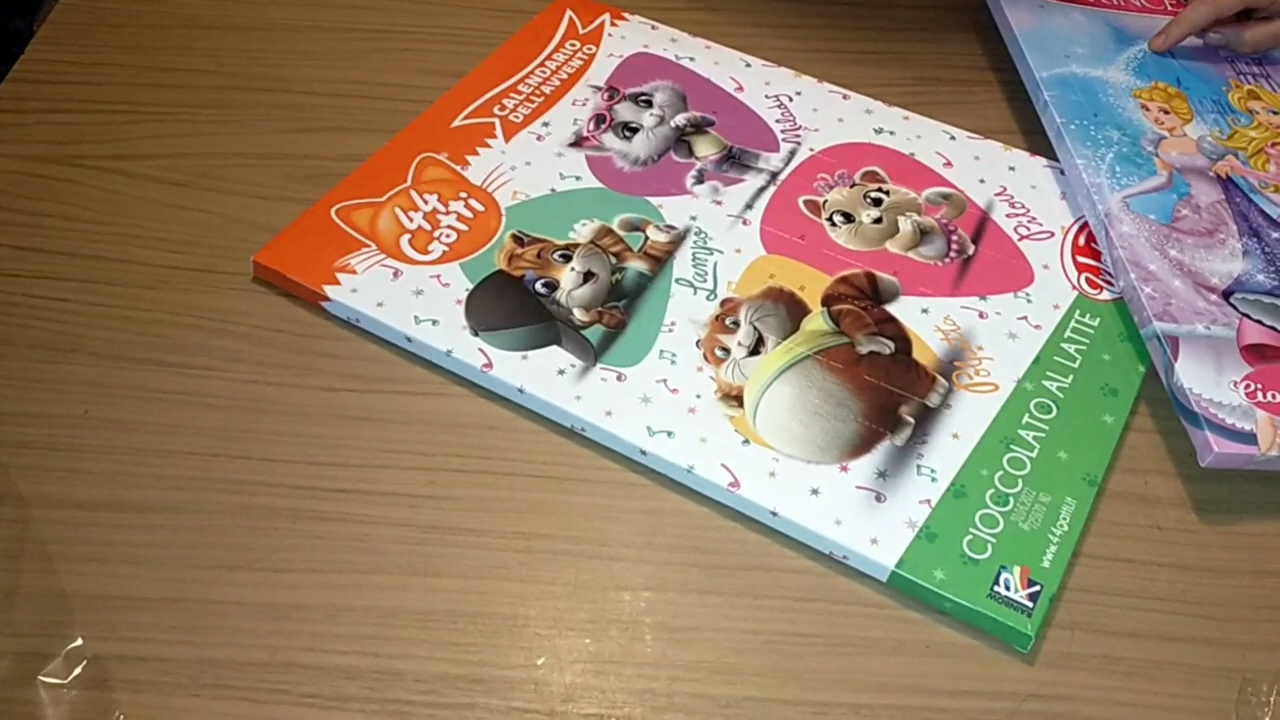 CALENDARIO
DELL'AVVENTO
44
Gatti
Milady
Pilou
Lampo
Polpetta
CIOCCOLATO AL LATTE
www.44gatti.it
RAINBOW